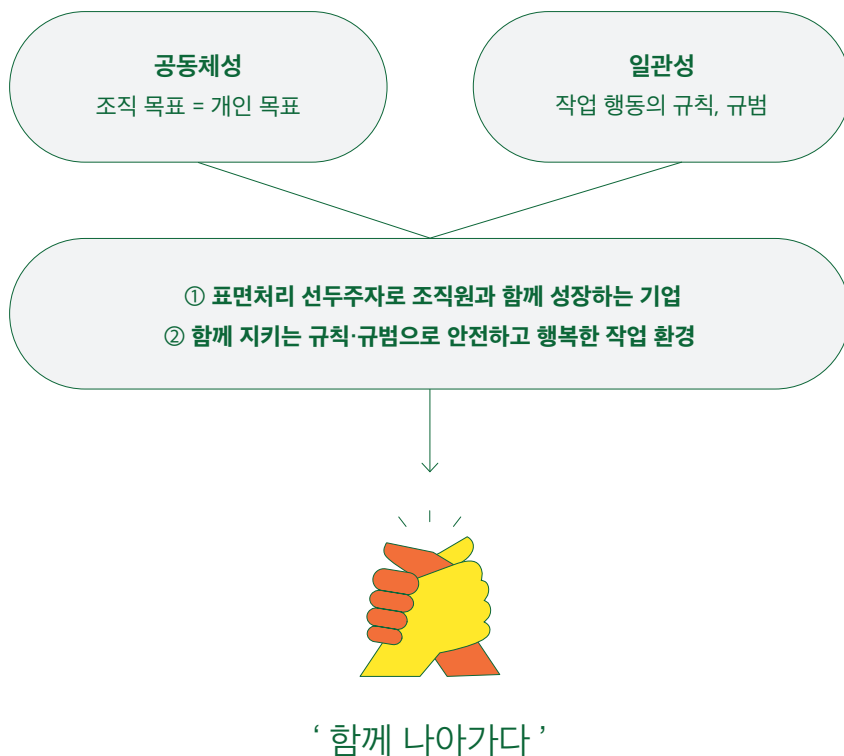 공동체성
조직 목표 = 개인 목표
일관성
작업 행동의 규칙, 규범
① 표면처리 선두주자로 조직원과 함께 성장하는 기업
② 함께 지키는 규칙·규범으로 안전하고 행복한 작업 환경
‘ 함께 나아가다 ’